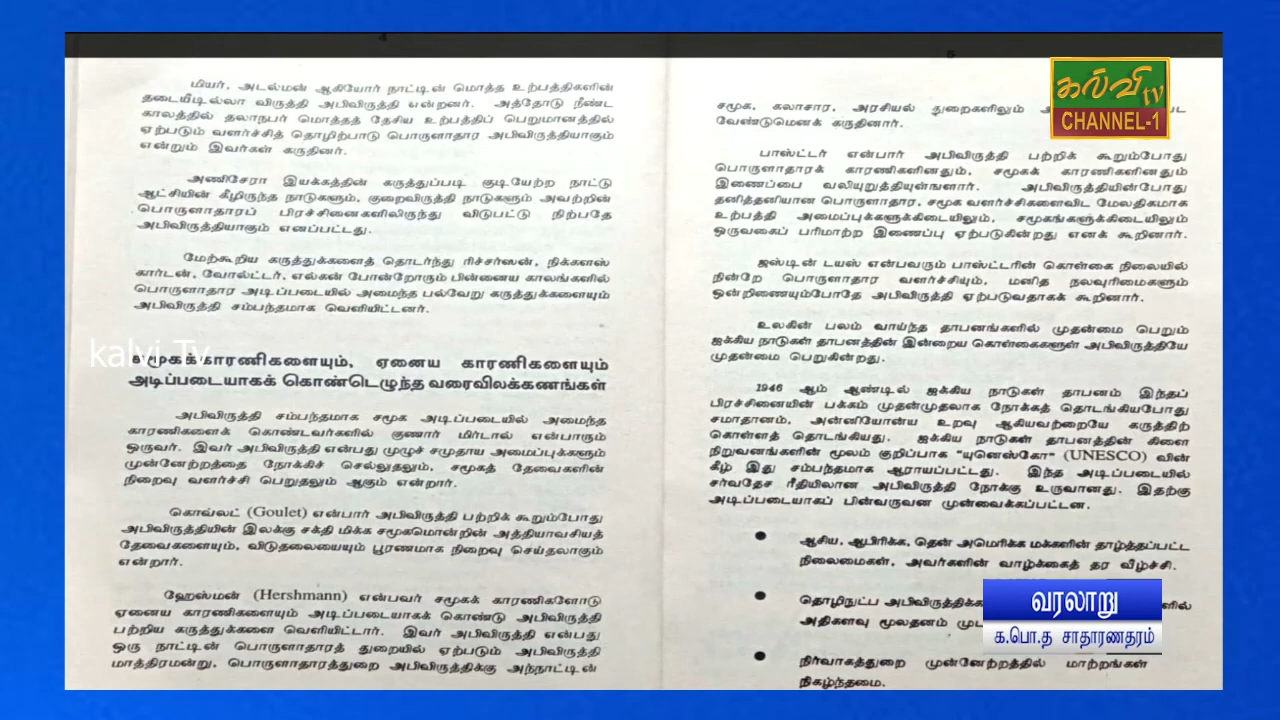 4
மியர், அடல்மன் ஆகியோர் நாட்டின் மொத்த உற்பத்திகளின்
தடையீடில்லா விருத்தி அபிவிருத்தி என்றனர். அத்தோடு நீண்ட
காலத்தில் தலாநபர் மொத்தத் தேசிய உற்பத்திப் பெறுமானத்தில்
ஏற்படும் வளர்ச்சித் தொழிற்பாடு பொருளாதார அபிவிருத்தியாகும்
என்றும் இவர்கள் கருதினர்.
அணிசேரா இயக்கத்தின் கருத்துப்படி குடியேற்ற நாட்டு
ஆட்சியின் கீழிருந்த நாடுகளும், குறைவிருத்தி நாடுகளும் அவற்றின்
பொருளாதாரப் பிரச்சினைகளிலிருந்து விடுபட்டு நிற்பதே
அபிவிருத்தியாகும் எனப்பட்டது.
மேற்கூறிய கருத்துக்களைத் தொடர்ந்து ரிச்சர்ஸன், நிக்களஸ்
கார்டன், வோல்ட்டர், எல்கன் போன்றோரும் பின்னைய காலங்களில்
பொருளாதார அடிப்படையில் அமைந்த பல்வேறு கருத்துக்களையும்
அபிவிருத்தி சம்பந்தமாக வெளியிட்டனர்.
kalvi Tv
சமூகக்காரணிகளையும், ஏனைய காரணிகளையும்
அடிப்படையாகக் கொண்டெழுந்த வரைவிலக்கணங்கள்
அபிவிருத்தி சம்பந்தமாக சமூக அடிப்படையில் அமைந்த
காரணிகளைக் கொண்டவர்களில் குணார் மிர்டால் என்பாரும்
ஒருவர். இவர் அபிவிருத்தி என்பது முழுச் சமுதாய அமைப்புக்களும்
முன்னேற்றத்தை நோக்கிச் செல்லுதலும், சமூகத் தேவைகளின்
நிறைவு வளர்ச்சி பெறுதலும் ஆகும் என்றார்.
கொவ்லட் (Goulet) என்பார் அபிவிருத்தி பற்றிக் கூறும்போது
அபிவிருத்தியின் இலக்கு சக்தி மிக்க சமூகமொன்றின் அத்தியாவசியத்
தேவைகளையும், விடுதலையையும் பூரணமாக நிறைவு செய்தலாகும்
என்றார்.
ஹேஸ்மன் (Hershmann) என்பவர் சமூகக் காரணிகளோடு
ஏனைய காரணிகளையும் அடிப்படையாகக் கொண்டு அபிவிருத்தி
பற்றிய கருத்துக்களை வெளியிட்டார். இவர் அபிவிருத்தி என்பது
ஒரு நாட்டின் பொருளாதாரத் துறையில் ஏற்படும் அபிவிருத்தி
மாத்திரமன்று, பொருளாதாரத்துறை அபிவிருத்திக்கு அந்நாட்டின்
5
சமூக, கலாசார, அரசியல் துறைகளிலும்
வேண்டுமெனக் கருதினார்.
பாஸ்ட்டர் என்பார் அபிவிருத்தி பற்றிக் கூறும்போது
பொருளாதாரக் காரணிகளினதும், சமூகக் காரணிகளினதும்
இணைப்பை வலியுறுத்தியுள்ளார். அபிவிருத்தியின்போது
தனித்தனியான பொருளாதார, சமூக வளர்ச்சிகளைவிட மேலதிகமாக
உற்பத்தி அமைப்புக்களுக்கிடையிலும், சமூகங்களுக்கிடையிலும்
ஒருவகைப் பரிமாற்ற இணைப்பு ஏற்படுகின்றது எனக் கூறினார்.
ஜஸ்டின் டயஸ் என்பவரும் பாஸ்ட்டரின் கொள்கை நிலையில்
நின்றே பொருளாதார வளர்ச்சியும், மனித நலவுரிமைகளும்
ஒன்றிணையும்போதே அபிவிருத்தி ஏற்படுவதாகக் கூறினார்.
உலகின் பலம் வாய்ந்த தாபனங்களில் முதன்மை பெறும்
ஐக்கிய நாடுகள் தாபனத்தின் இன்றைய கொள்கைகளுள் அபிவிருத்தியே
முதன்மை பெறுகின்றது.
1946 ஆம் ஆண்டில் ஐக்கிய நாடுகள் தாபனம் இந்தப்
பிரச்சினையின் பக்கம் முதன்முதலாக நோக்கத் தொடங்கியபோது
சமாதானம், அன்னியோன்ய உறவு ஆகியவற்றையே கருத்திற்
கொள்ளத் தொடங்கியது. ஐக்கிய நாடுகள் தாபனத்தின் கிளை
நிறுவனங்களின் மூலம் குறிப்பாக "யுனெஸ்கோ" (UNESCO) வின்
கீழ் இது சம்பந்தமாக ஆராயப்பட்டது. இந்த அடிப்படையில்
சர்வதேச ரீதியிலான அபிவிருத்தி நோக்கு உருவானது. இதற்கு
அடிப்படையாகப் பின்வருவன முன்வைக்கப்பட்டன.
● ஆசிய, ஆபிரிக்க, தென் அமெரிக்க மக்களின் தாழ்த்தப்பட்ட
நிலைமைகள், அவர்களின் வாழ்க்கைத் தர வீழ்ச்சி.
● தொழிநுட்ப
அதிகளவு மூலதனம்
● நிர்வாகத்துறை முன்னேற்றத்தில் மாற்றங்கள்
நிகழ்ந்தமை.
கல்வி tv
CHANNEL-1
வரலாறு
க.பொ.த சாதாரணதரம்